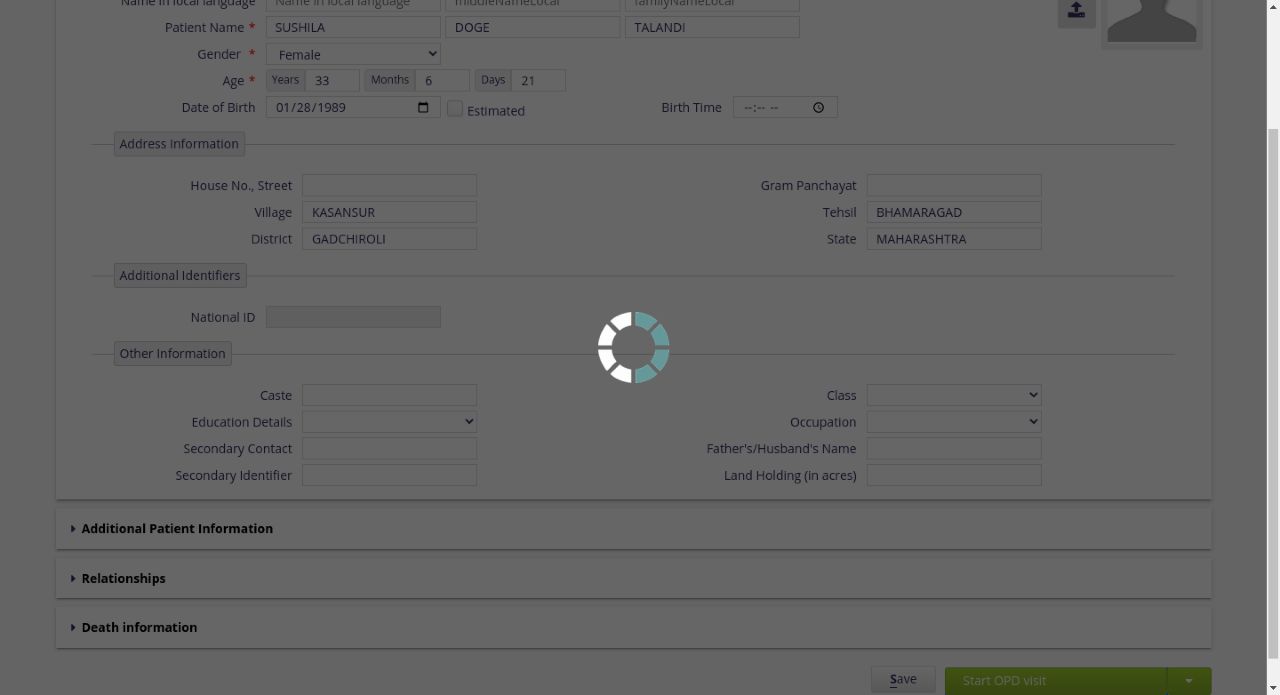 Name in local language Name in local language middleNameLocal familyNameLocal
Patient Name * SUSHILA DOGE TALANDI
Gender * Female
Age * Years 33 Months 6 Days 21
Date of Birth 01/28/1989 Estimated Birth Time --:-- --
Address Information
House No., Street Gram Panchayat
Village KASANSUR Tehsil BHAMARAGAD
District GADCHIROLI State MAHARASHTRA
Additional Identifiers
National ID
Other Information
Caste Class
Education Details Occupation
Secondary Contact Father's/Husband's Name
Secondary Identifier Land Holding (in acres)
Additional Patient Information
Relationships
Death information
Save Start OPD visit